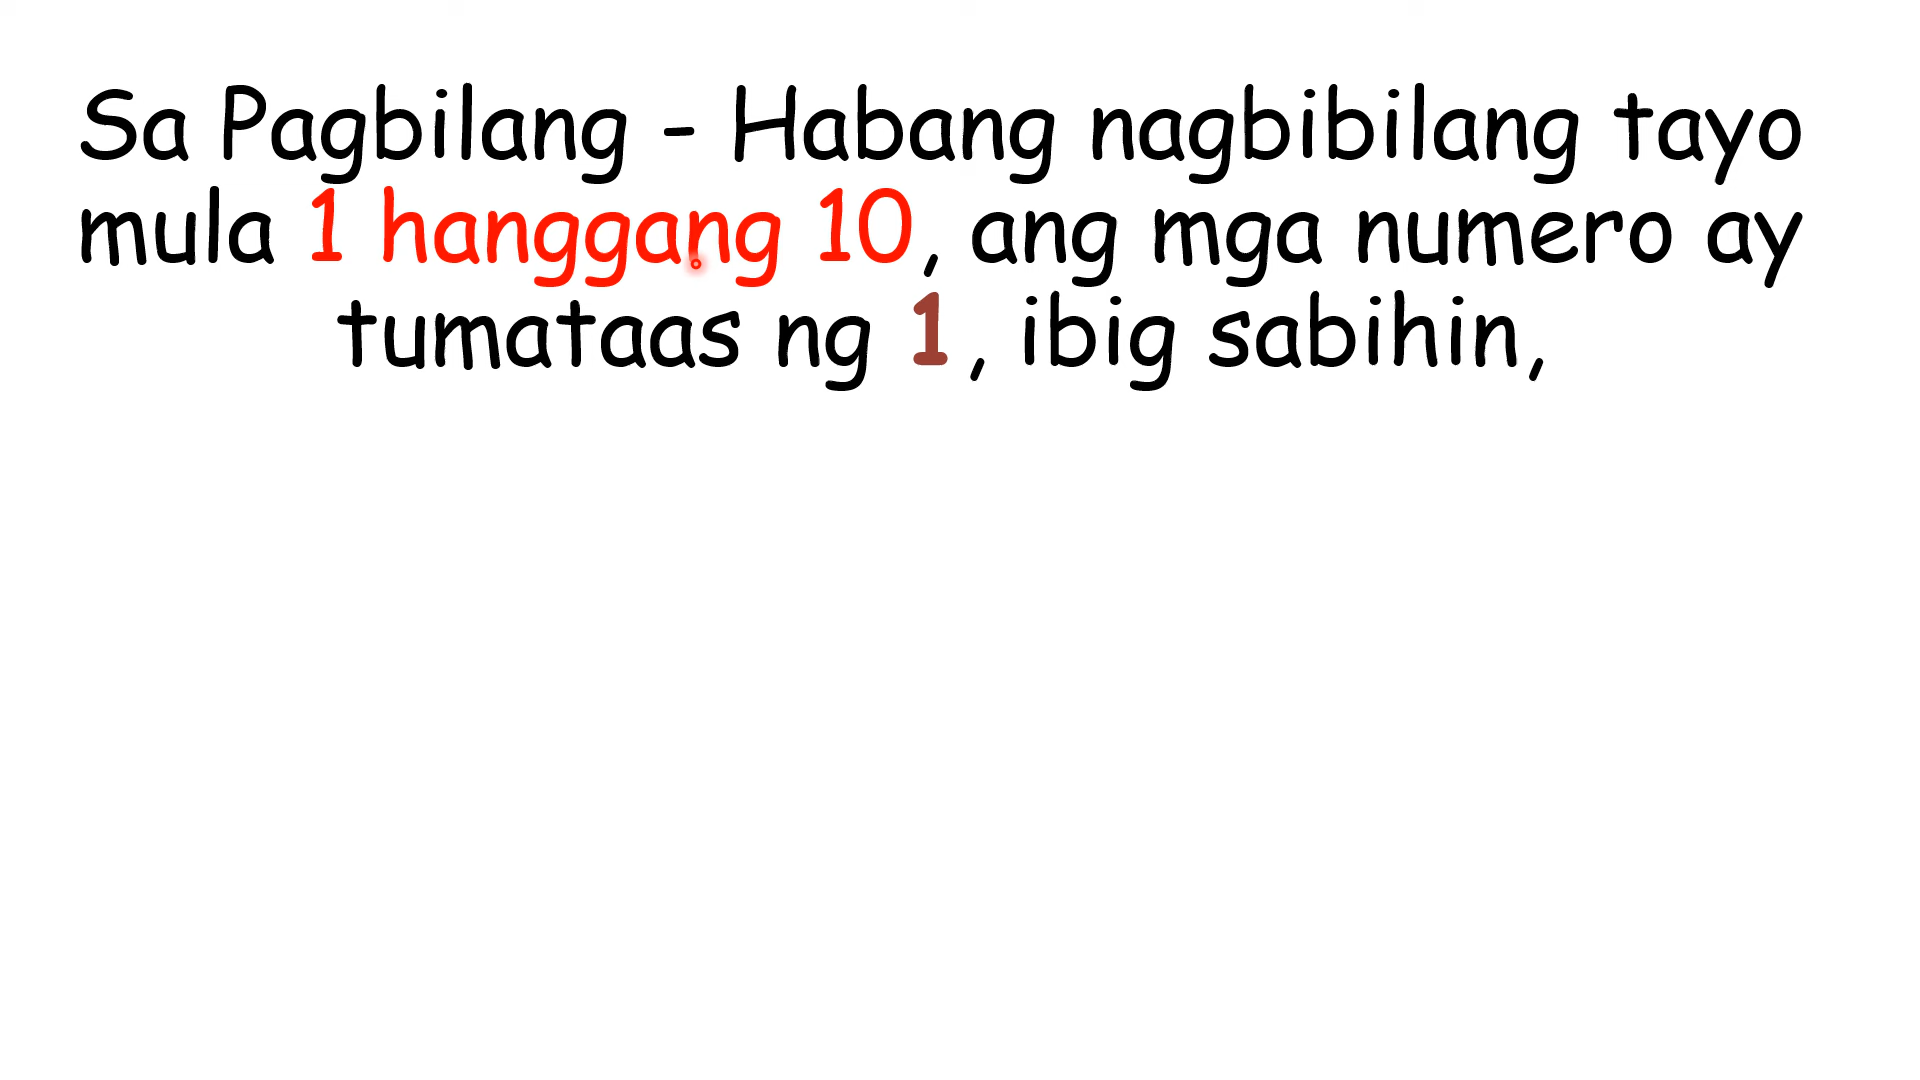 Sa Pagbilang - Habang nagbibilang tayo
mula 1 hanggang 10, ang mga numero ay
tumataas ng 1, ibig sabihin,